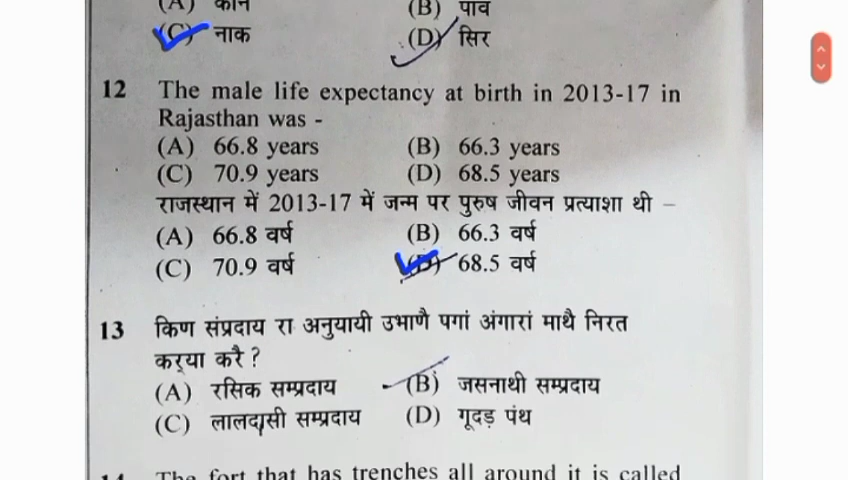 (A) कान (B) पाँव
(C) नाक (D) सिर
12 The male life expectancy at birth in 2013-17 in
Rajasthan was -
(A) 66.8 years (B) 66.3 years
(C) 70.9 years (D) 68.5 years
राजस्थान में 2013-17 में जन्म पर पुरुष जीवन प्रत्याशा थी –
(A) 66.8 वर्ष (B) 66.3 वर्ष
(C) 70.9 वर्ष (D) 68.5 वर्ष
13 किण संप्रदाय रा अनुयायी उभाणै पगां अंगारां माथै निरत
कर्‌या करै ?
(A) रसिक सम्प्रदाय (B) जसनाथी सम्प्रदाय
(C) लालदासी सम्प्रदाय (D) गूदड़ पंथ
14 The fort that has trenches all around it is called